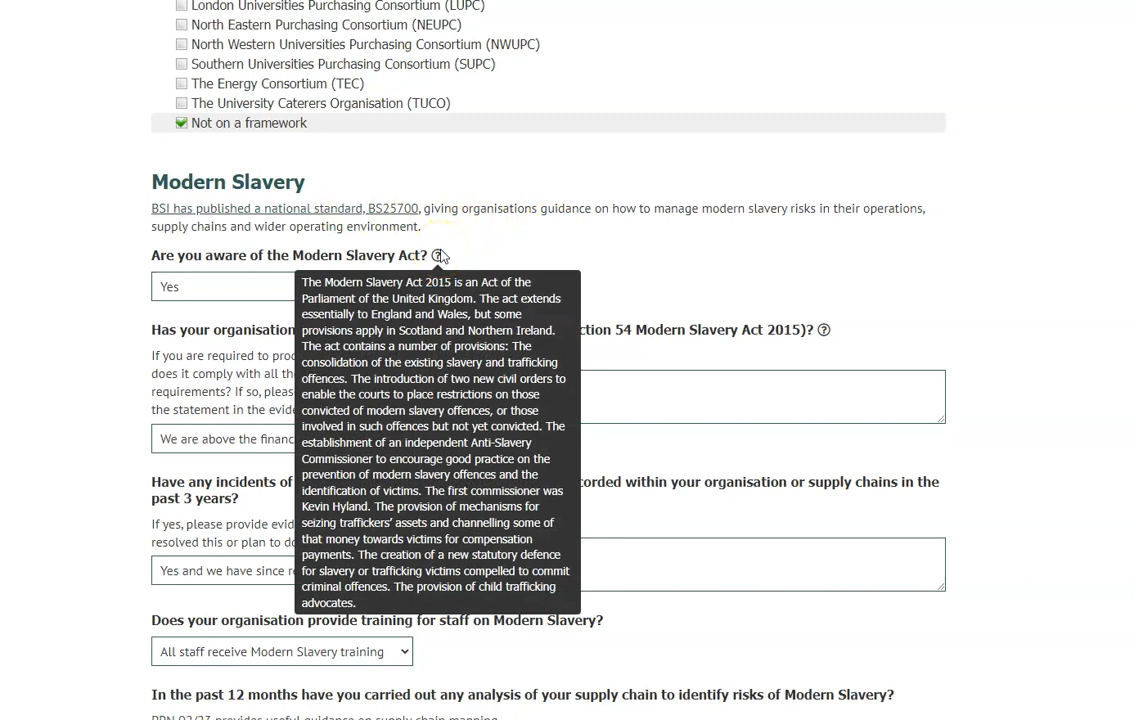 London Universities Purchasing Consortium (LUPC)
North Eastern Purchasing Consortium (NEUPC)
North Western Universities Purchasing Consortium (NWUPC)
Southern Universities Purchasing Consortium (SUPC)
The Energy Consortium (TEC)
The University Caterers Organisation (TUCO)
Not on a framework
Modern Slavery
BSI has published a national standard, BS25700, giving organisations guidance on how to manage modern slavery risks in their operations,
supply chains and wider operating environment.
Are you aware of the Modern Slavery Act? ?
Yes
The Modern Slavery Act 2015 is an Act of the
Parliament of the United Kingdom. The act extends
essentially to England and Wales, but some
provisions apply in Scotland and Northern Ireland.
The act contains a number of provisions: The
consolidation of the existing slavery and trafficking
offences. The introduction of two new civil orders to
enable the courts to place restrictions on those
convicted of modern slavery offences, or those
involved in such offences but not yet convicted. The
establishment of an independent Anti-Slavery
Commissioner to encourage good practice on the
prevention of modern slavery offences and the
identification of victims. The first commissioner was
Kevin Hyland. The provision of mechanisms for
seizing traffickers' assets and channelling some of
that money towards victims for compensation
payments. The creation of a new statutory defence
for slavery or trafficking victims compelled to commit
criminal offences. The provision of child trafficking
advocates.
Has your organisation
ction 54 Modern Slavery Act 2015)? ?
If you are required to
does it comply with all
requirements? If so,
the statement in the
We are above the
Have any incidents of
corded within your organisation or supply chains in the
past 3 years?
If yes, please provide
resolved this or plan to
Yes and we have since
Does your organisation provide training for staff on Modern Slavery?
All staff receive Modern Slavery training
In the past 12 months have you carried out any analysis of your supply chain to identify risks of Modern Slavery?
PPN 02/23 provides useful guidance on supply chain mapping